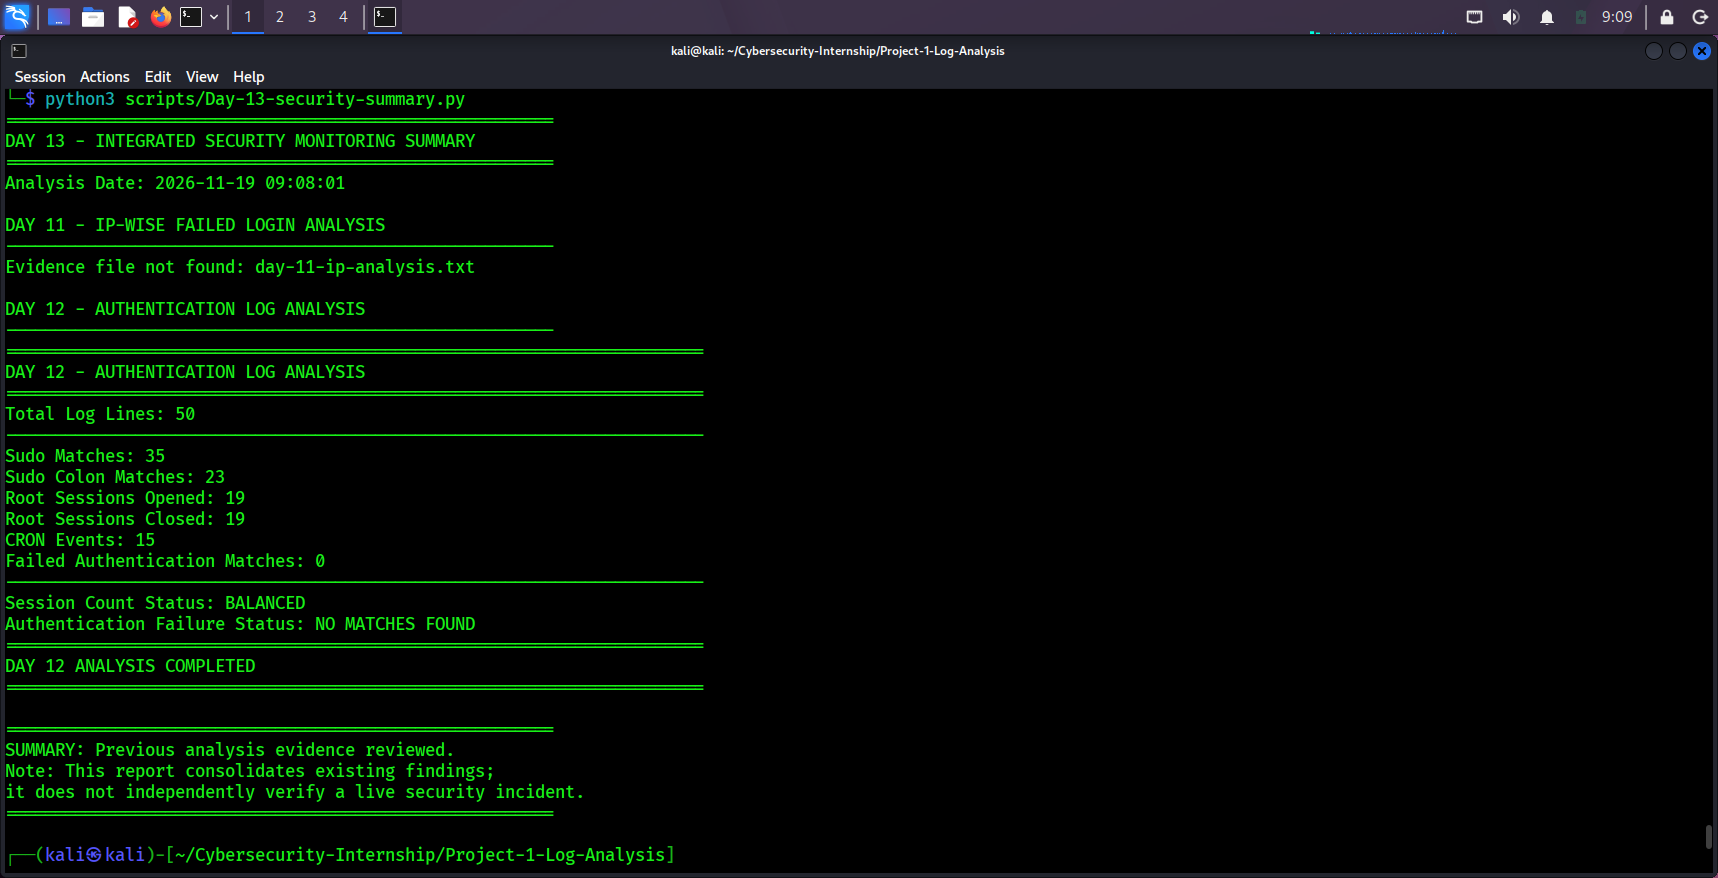 1 2 3 4
9:09
kali@kali: ~/Cybersecurity-Internship/Project-1-Log-Analysis
Session Actions Edit View Help
└─$ python3 scripts/Day-13-security-summary.py
DAY 13 - INTEGRATED SECURITY MONITORING SUMMARY
Analysis Date: 2026-11-19 09:08:01
DAY 11 - IP-WISE FAILED LOGIN ANALYSIS
Evidence file not found: day-11-ip-analysis.txt
DAY 12 - AUTHENTICATION LOG ANALYSIS
DAY 12 - AUTHENTICATION LOG ANALYSIS
Total Log Lines: 50
Sudo Matches: 35
Sudo Colon Matches: 23
Root Sessions Opened: 19
Root Sessions Closed: 19
CRON Events: 15
Failed Authentication Matches: 0
Session Count Status: BALANCED
Authentication Failure Status: NO MATCHES FOUND
DAY 12 ANALYSIS COMPLETED
SUMMARY: Previous analysis evidence reviewed.
Note: This report consolidates existing findings;
it does not independently verify a live security incident.
┌──(kali㉿kali)-[~/Cybersecurity-Internship/Project-1-Log-Analysis]